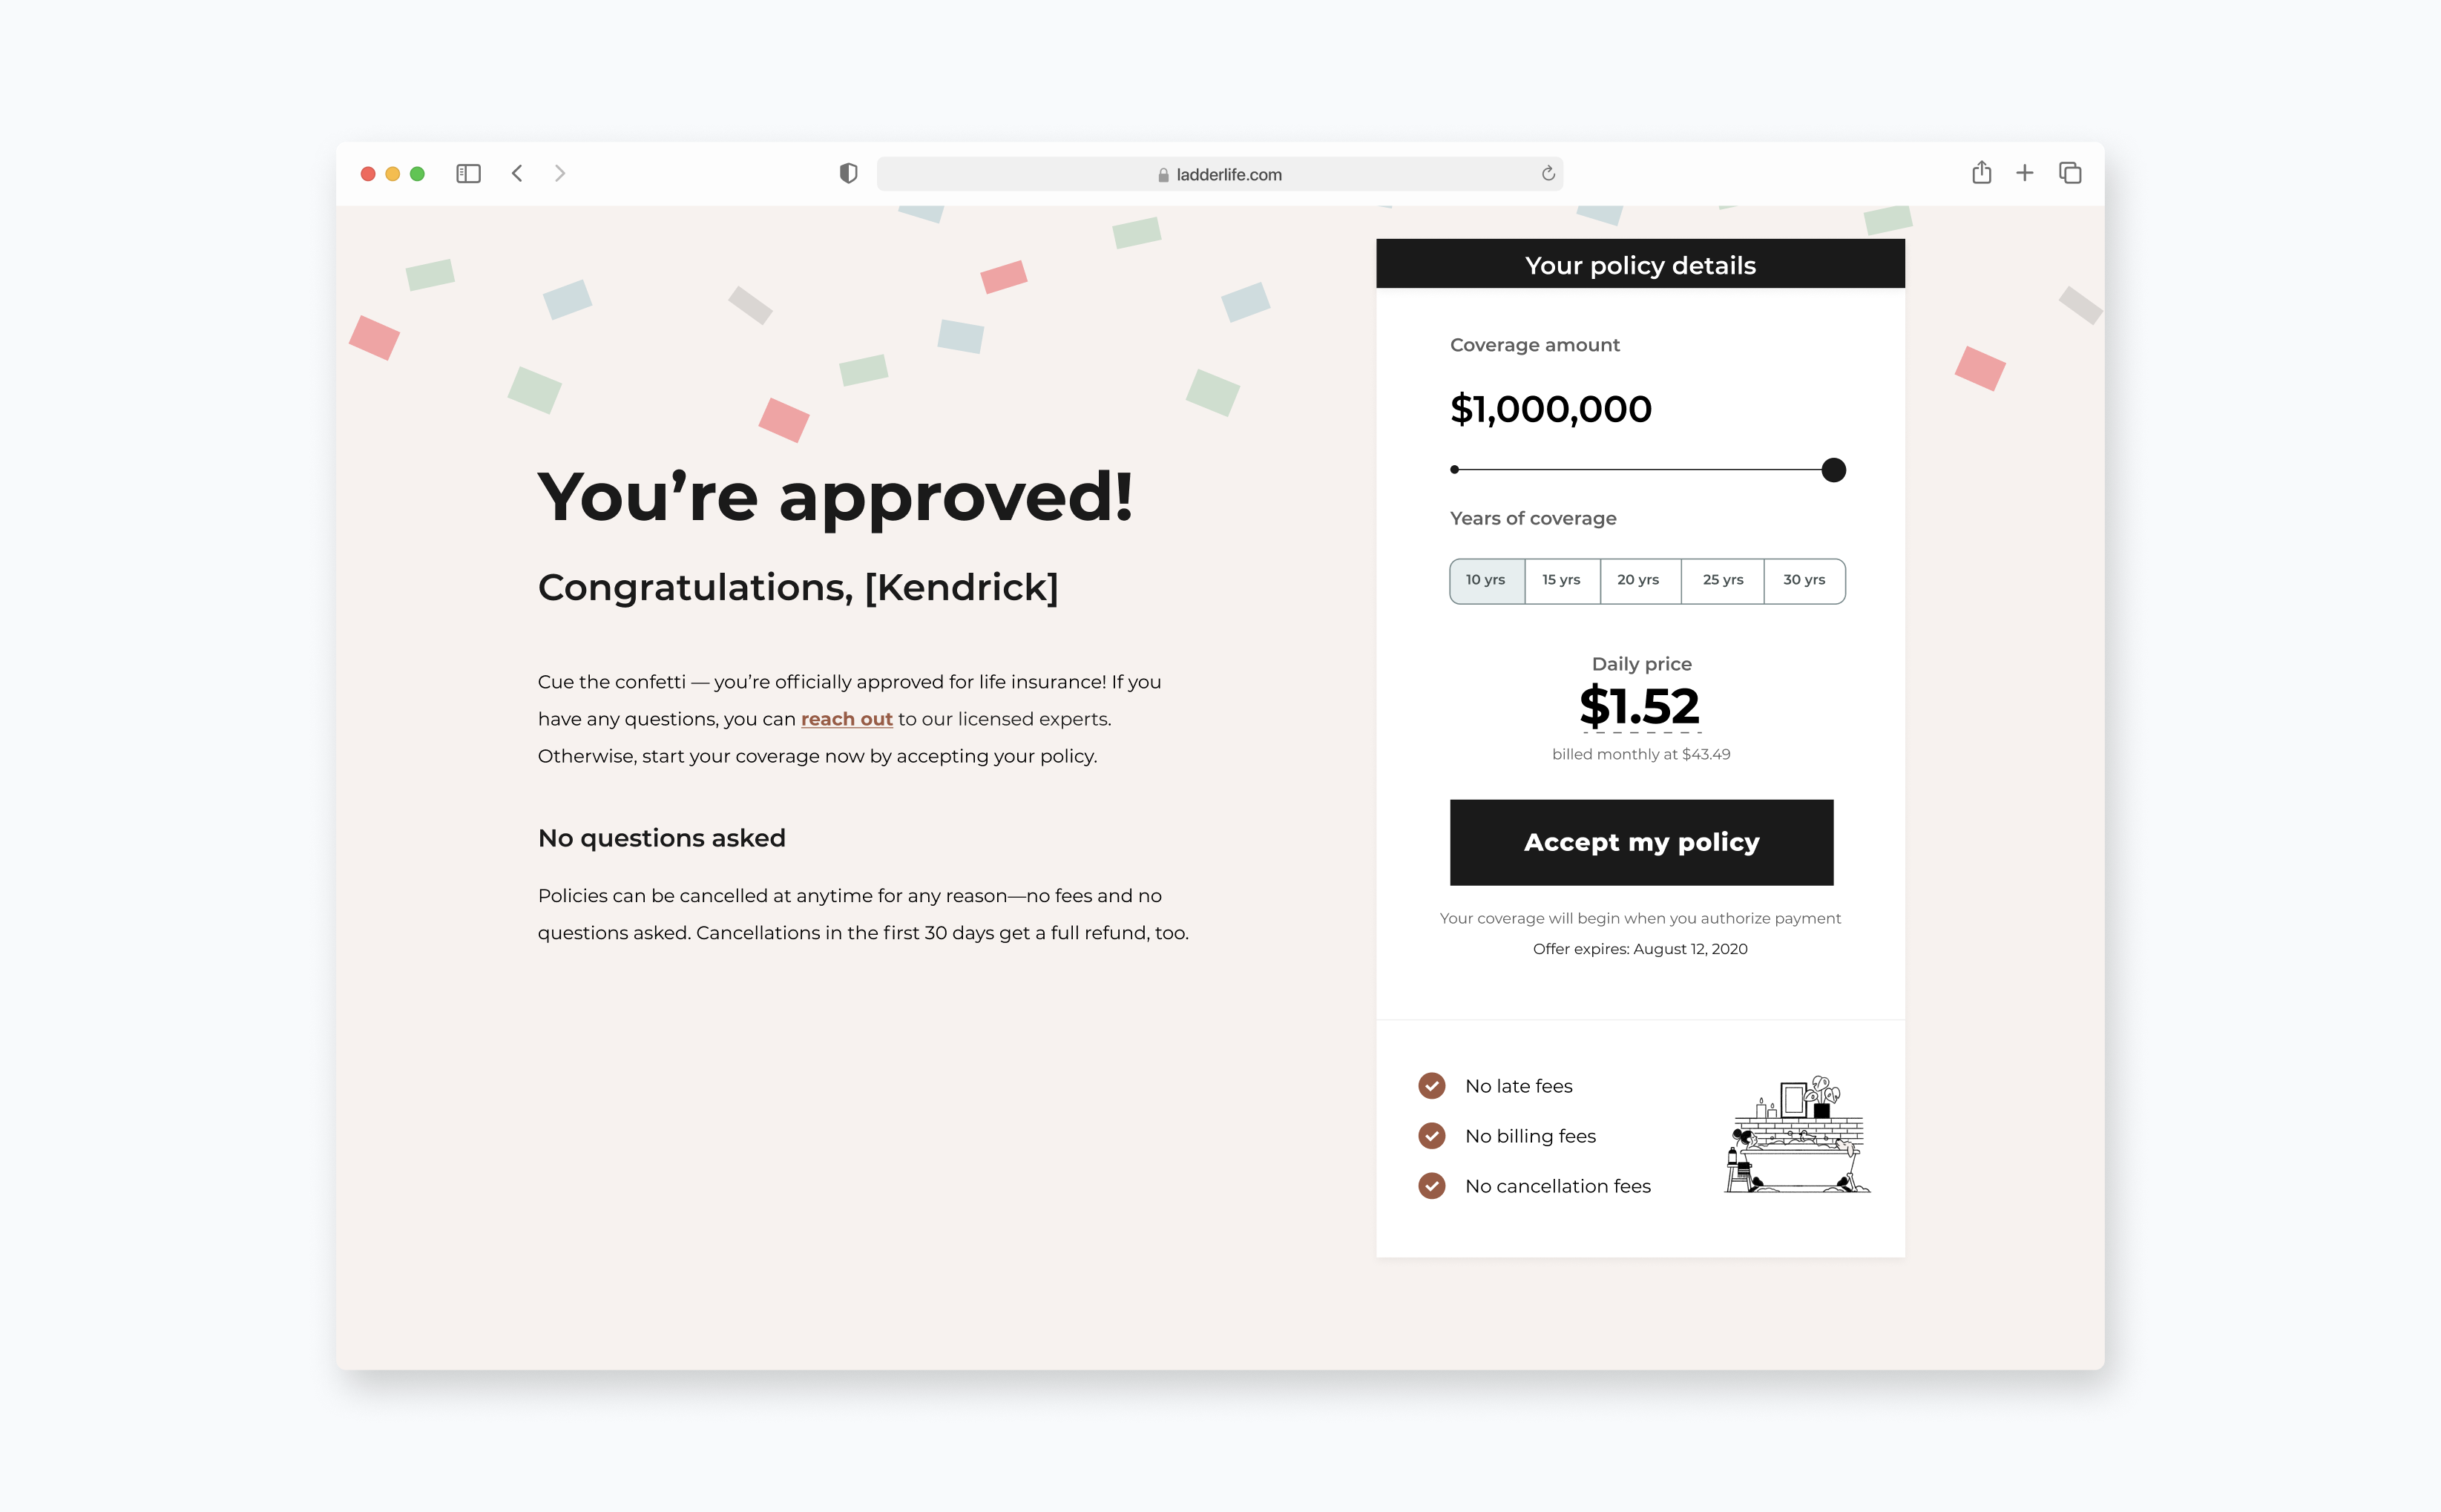 ladderlife.com
You’re approved!
Congratulations, [Kendrick]
Cue the confetti — you’re officially approved for life insurance! If you
have any questions, you can reach out to our licensed experts.
Otherwise, start your coverage now by accepting your policy.
No questions asked
Policies can be cancelled at anytime for any reason—no fees and no
questions asked. Cancellations in the first 30 days get a full refund, too.
Your policy details
Coverage amount
$1,000,000
Years of coverage
10 yrs 15 yrs 20 yrs 25 yrs 30 yrs
Daily price
$1.52
billed monthly at $43.49
Accept my policy
Your coverage will begin when you authorize payment
Offer expires: August 12, 2020
No late fees
No billing fees
No cancellation fees